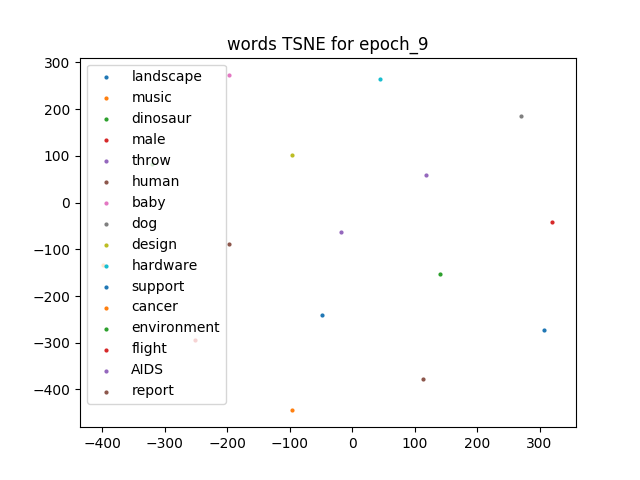 words TSNE for epoch_9
300
200
100
0
−100
−200
−300
−400
landscape
music
dinosaur
male
throw
human
baby
dog
design
hardware
support
cancer
environment
flight
AIDS
report
−400 −300 −200 −100 0 100 200 300